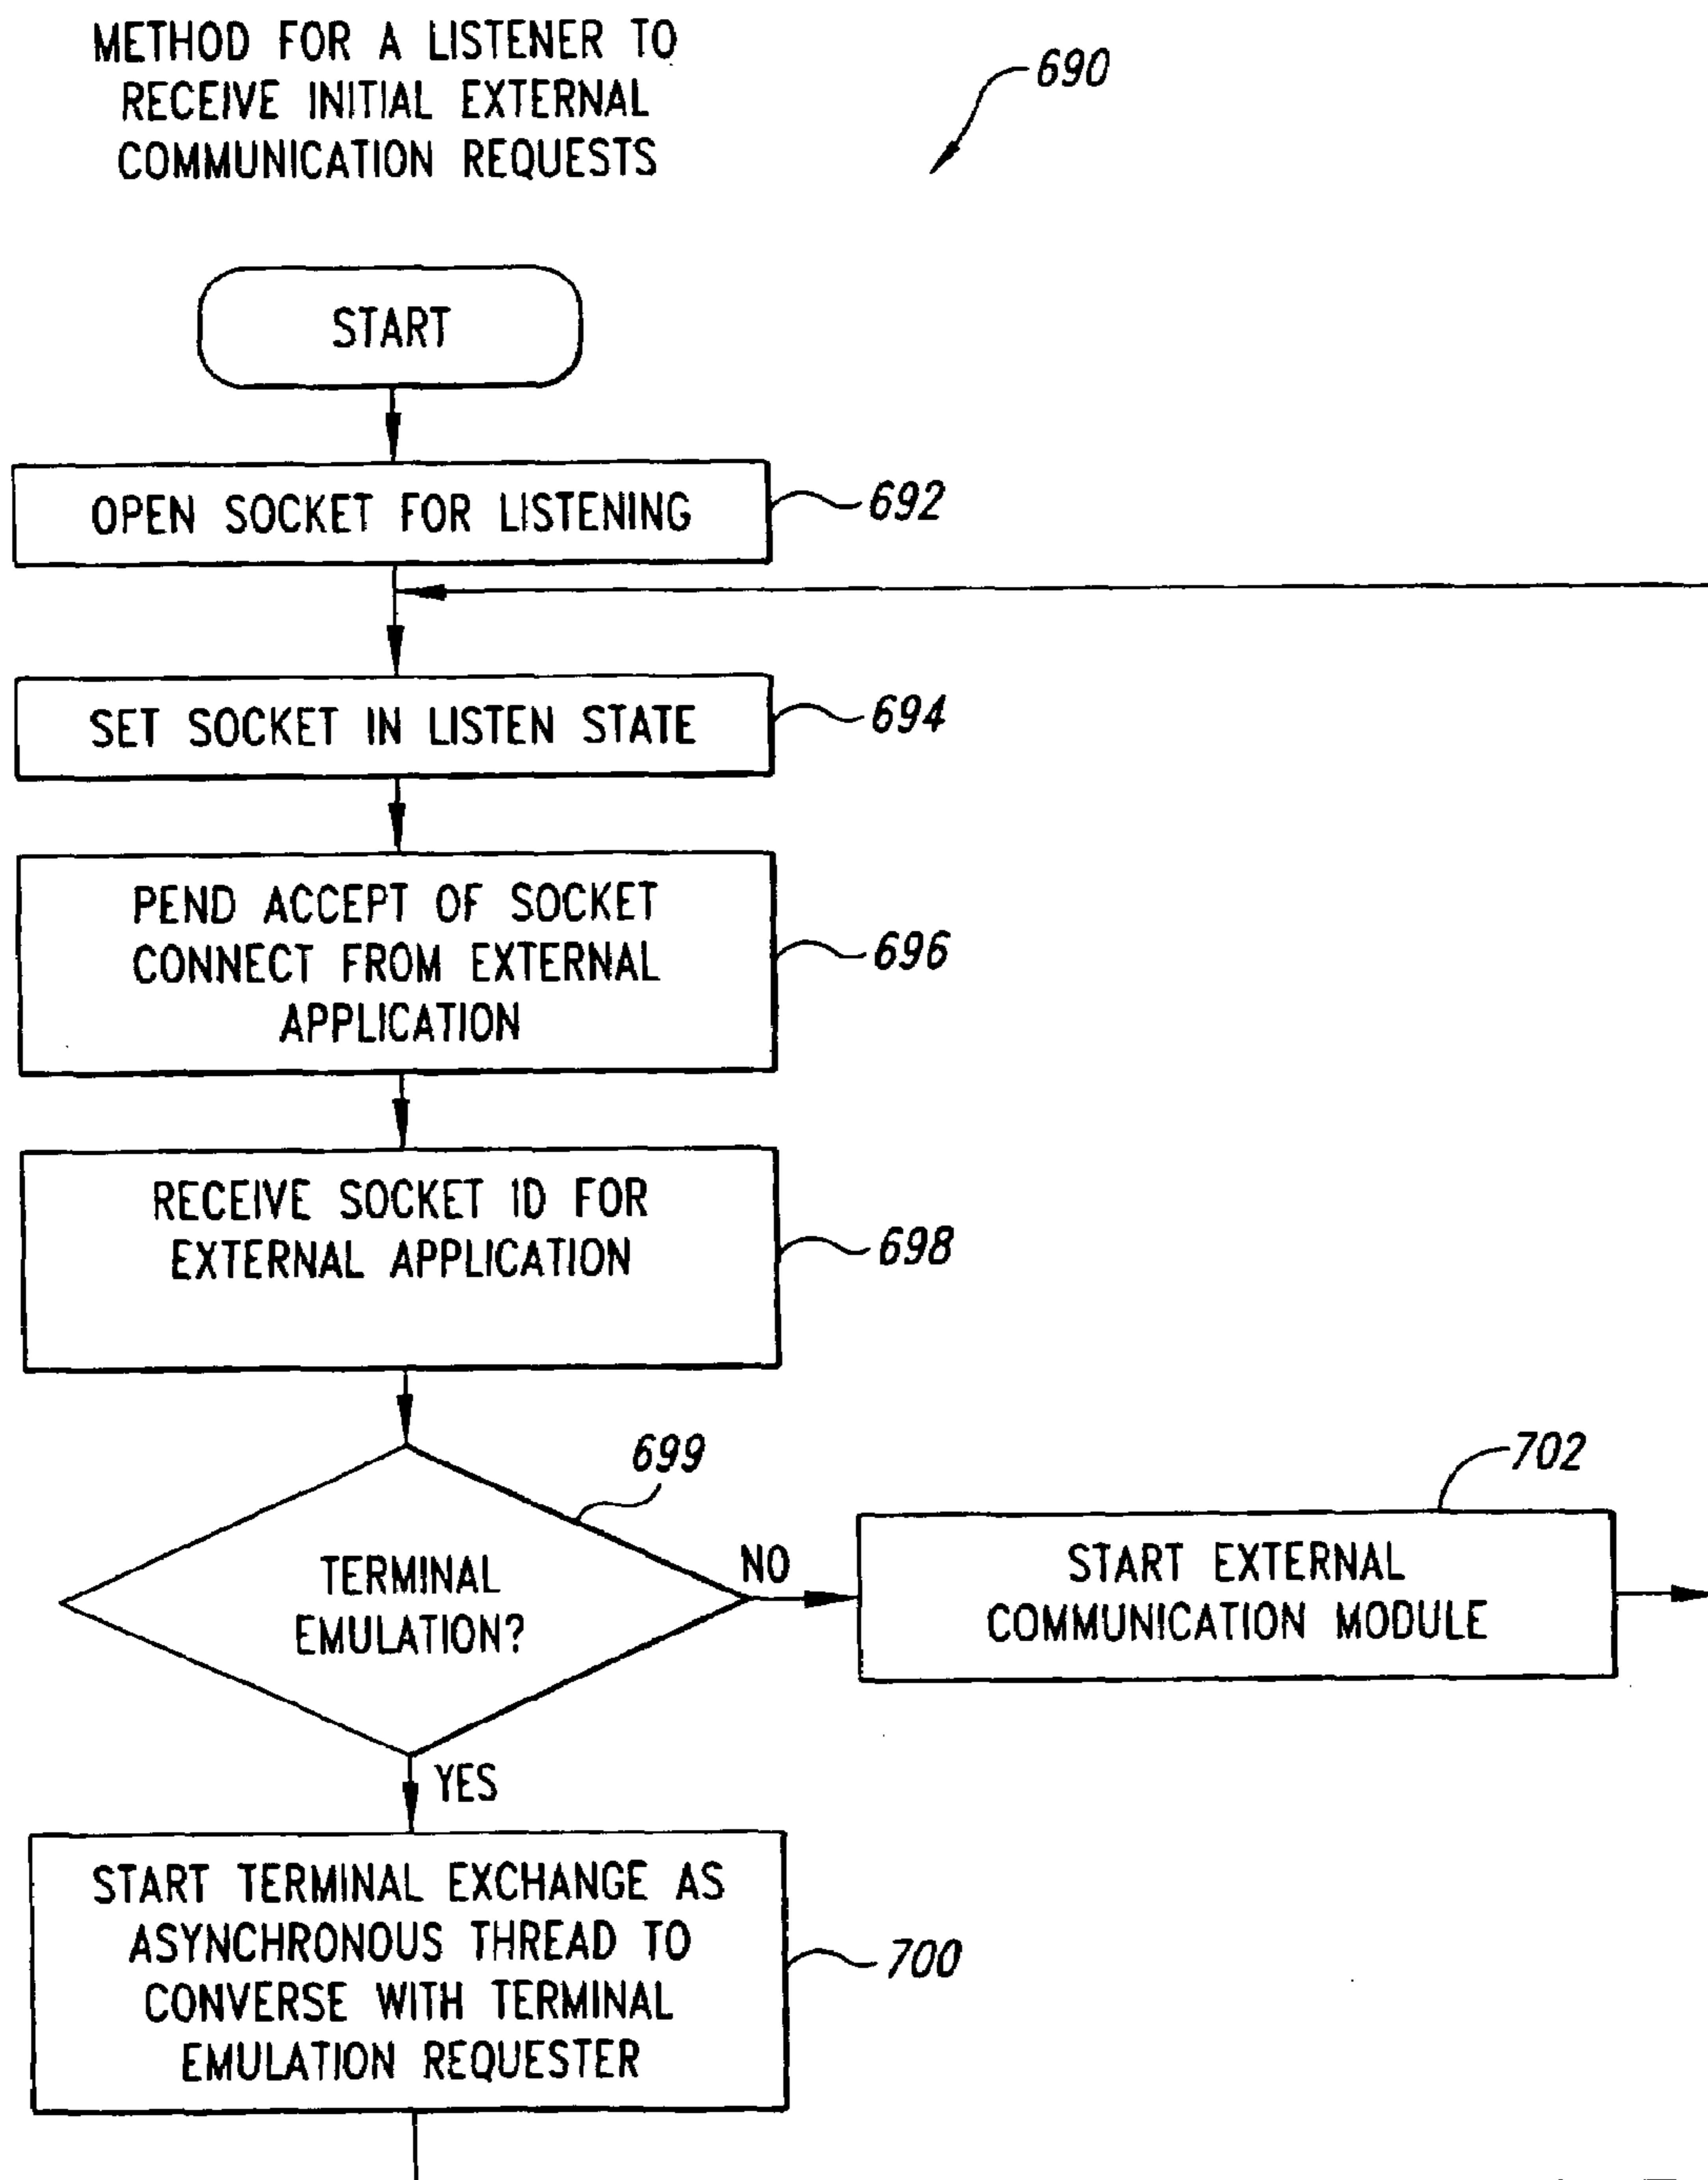 METHOD FOR A LISTENER TO
RECEIVE INITIAL EXTERNAL
COMMUNICATION REQUESTS
690
START
OPEN SOCKET FOR LISTENING
692
SET SOCKET IN LISTEN STATE
694
PEND ACCEPT OF SOCKET
CONNECT FROM EXTERNAL
APPLICATION
696
RECEIVE SOCKET ID FOR
EXTERNAL APPLICATION
698
699
TERMINAL
EMULATION?
NO
702
START EXTERNAL
COMMUNICATION MODULE
YES
START TERMINAL EXCHANGE AS
ASYNCHRONOUS THREAD TO
CONVERSE WITH TERMINAL
EMULATION REQUESTER
700